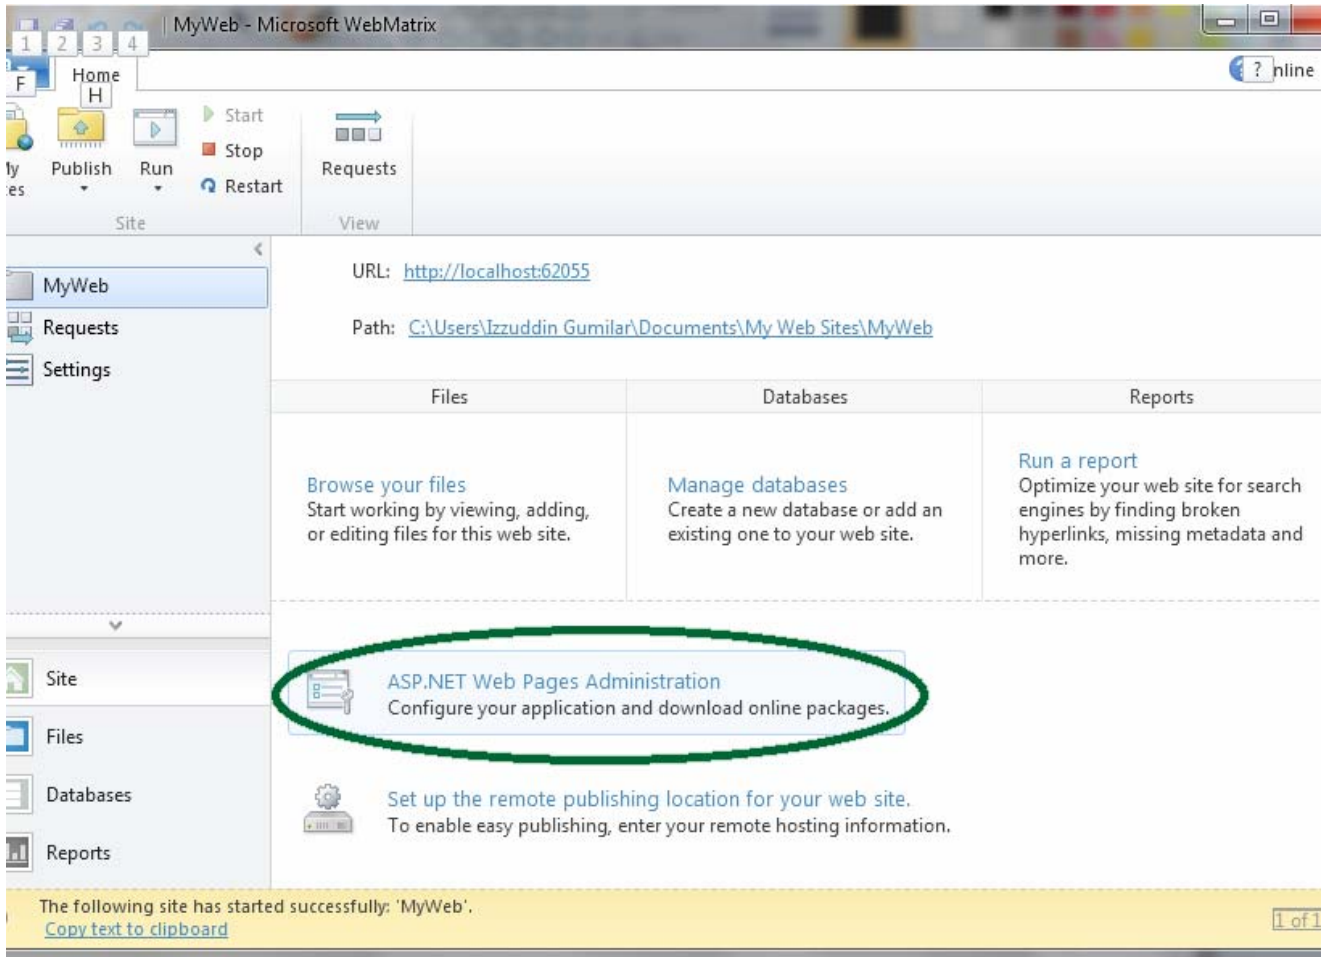 MyWeb - Microsoft WebMatrix
1 2 3 4
F
Home
H
? nline
Publish
Run
Start
Stop
Restart
Requests
Site
View
MyWeb
Requests
Settings
URL: http://localhost:62055
Path: C:\Users\Izzuddin Gumilar\Documents\My Web Sites\MyWeb
Files
Databases
Reports
Browse your files
Start working by viewing, adding,
or editing files for this web site.
Manage databases
Create a new database or add an
existing one to your web site.
Run a report
Optimize your web site for search
engines by finding broken
hyperlinks, missing metadata and
more.
ASP.NET Web Pages Administration
Configure your application and download online packages.
Set up the remote publishing location for your web site.
To enable easy publishing, enter your remote hosting information.
Site
Files
Databases
Reports
The following site has started successfully: 'MyWeb'.
Copy text to clipboard
1 of 1